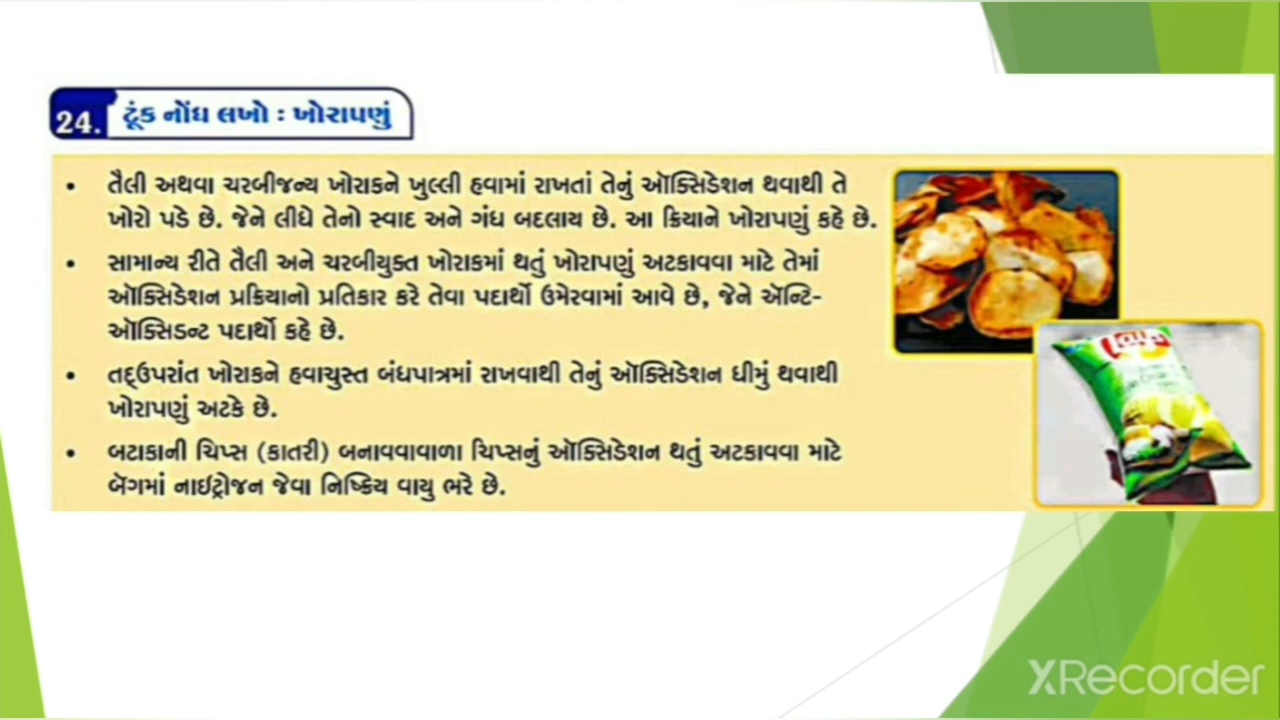 24. ટૂંક નોંધ લખો : ખોરાપણું
• તૈલી અથવા ચરબીજન્ય ખોરાકને ખુલ્લી હવામાં રાખતાં તેનું ઑક્સિડેશન થવાથી તે
ખોરો પડે છે. જેને લીધે તેનો સ્વાદ અને ગંધ બદલાય છે. આ ક્રિયાને ખોરાપણું કહે છે.
• સામાન્ય રીતે તૈલી અને ચરબીયુક્ત ખોરાકમાં થતું ખોરાપણું અટકાવવા માટે તેમાં
ઑક્સિડેશન પ્રક્રિયાનો પ્રતિકાર કરે તેવા પદાર્થો ઉમેરવામાં આવે છે, જેને ઍન્ટિ-
ઑક્સિડન્ટ પદાર્થો કહે છે.
• તદ્ઉપરાંત ખોરાકને હવાચુસ્ત બંધપાત્રમાં રાખવાથી તેનું ઑક્સિડેશન ધીમું થવાથી
ખોરાપણું અટકે છે.
• બટાકાની ચિપ્સ (કાતરી) બનાવવાવાળા ચિપ્સનું ઑક્સિડેશન થતું અટકાવવા માટે
બૅગમાં નાઈટ્રોજન જેવા નિષ્ક્રિય વાયુ ભરે છે.
XRecorder